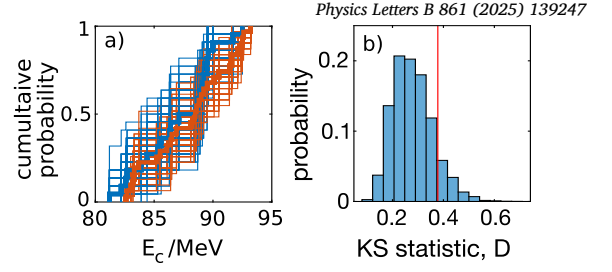 Physics Letters B 861 (2025) 139247
a)
cumultaive
probability
1
0.5
0
80
85
90
95
E_c /MeV
b)
probability
0.2
0.1
0
0.2
0.4
0.6
KS statistic, D